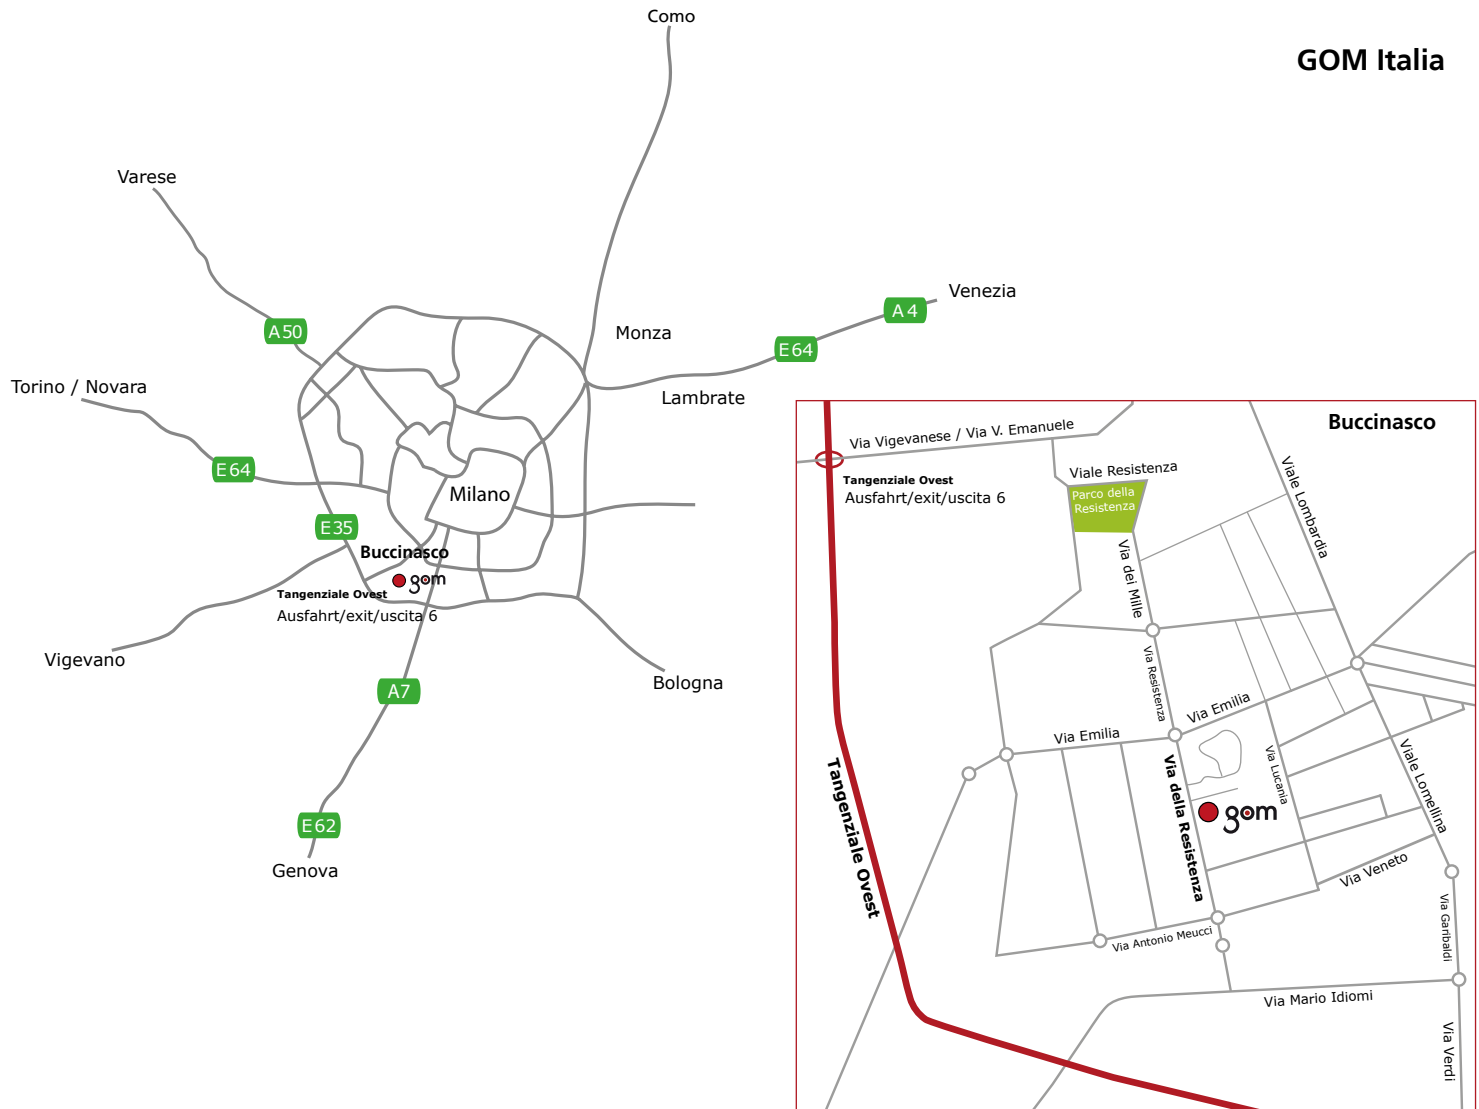 Como
GOM Italia
Varese
Venezia
A 4
A50
Monza
E64
Torino / Novara
Lambrate
E64
Milano
E35
Buccinasco
gom
Tangenziale Ovest
Ausfahrt/exit/uscita 6
Vigevano
Bologna
A7
E62
Genova
Buccinasco
Via Vigevanese / Via V. Emanuele
Tangenziale Ovest
Ausfahrt/exit/uscita 6
Viale Resistenza
Parco della
Resistenza
Viale Lombardia
Via dei Mille
Via Resistenza
Via Emilia
Via Emilia
Via Lucania
Viale Lomellina
Via della Resistenza
gom
Tangenziale Ovest
Via Veneto
Via Antonio Meucci
Via Garibaldi
Via Mario Idiomi
Via Verdi